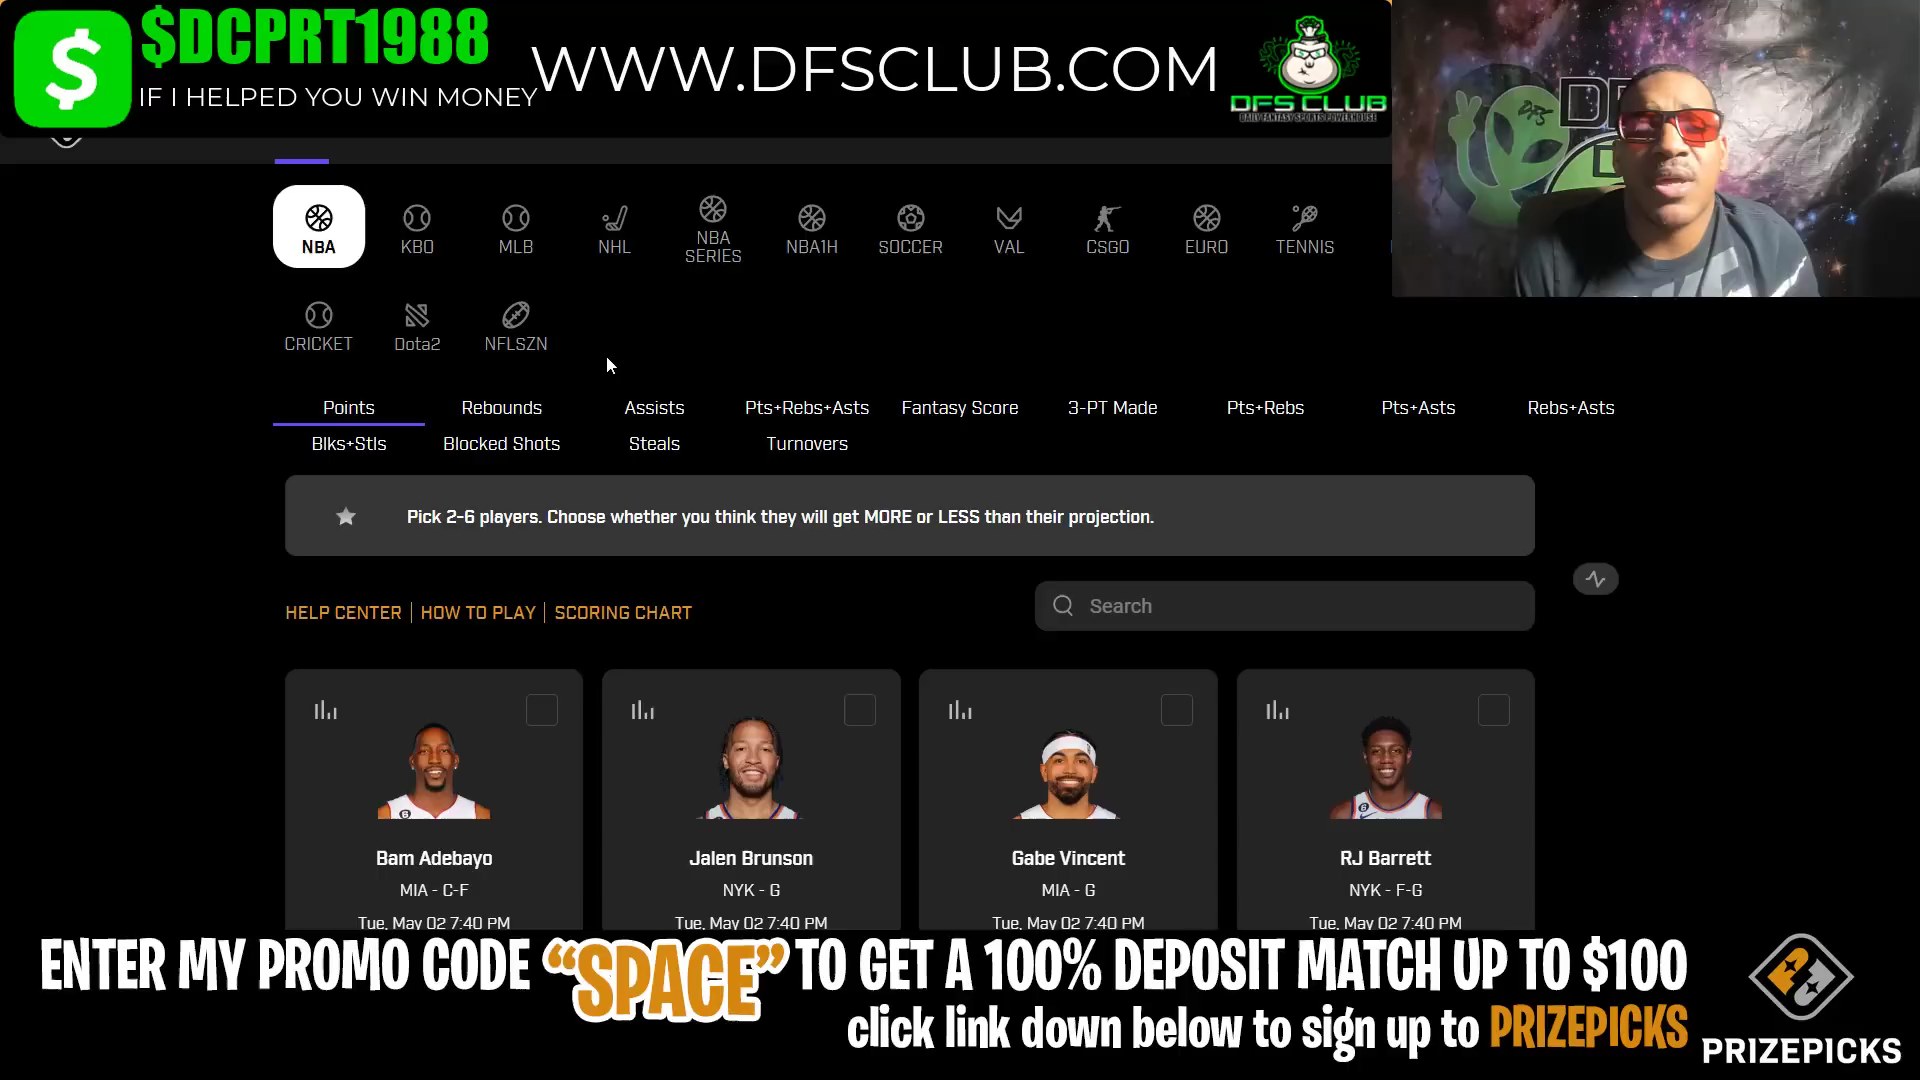 $DCPRT1988
IF I HELPED YOU WIN MONEY
WWW.DFSCLUB.COM
DFS CLUB
DAILY FANTASY SPORTS POWERHOUSE
DFS
NBA
KBO
MLB
NHL
NBA
SERIES
NBA1H
SOCCER
VAL
CSGO
EURO
TENNIS
CRICKET
Dota2
NFLSZN
Points
Rebounds
Assists
Pts+Rebs+Asts
Fantasy Score
3-PT Made
Pts+Rebs
Pts+Asts
Rebs+Asts
Blks+Stls
Blocked Shots
Steals
Turnovers
Pick 2-6 players. Choose whether you think they will get MORE or LESS than their projection.
HELP CENTER | HOW TO PLAY | SCORING CHART
Search
Bam Adebayo
MIA - C-F
Tue, May 02 7:40 PM
Jalen Brunson
NYK - G
Tue, May 02 7:40 PM
Gabe Vincent
MIA - G
Tue, May 02 7:40 PM
RJ Barrett
NYK - F-G
Tue, May 02 7:40 PM
ENTER MY PROMO CODE “SPACE” TO GET A 100% DEPOSIT MATCH UP TO $100
click link down below to sign up to PRIZEPICKS
PRIZEPICKS